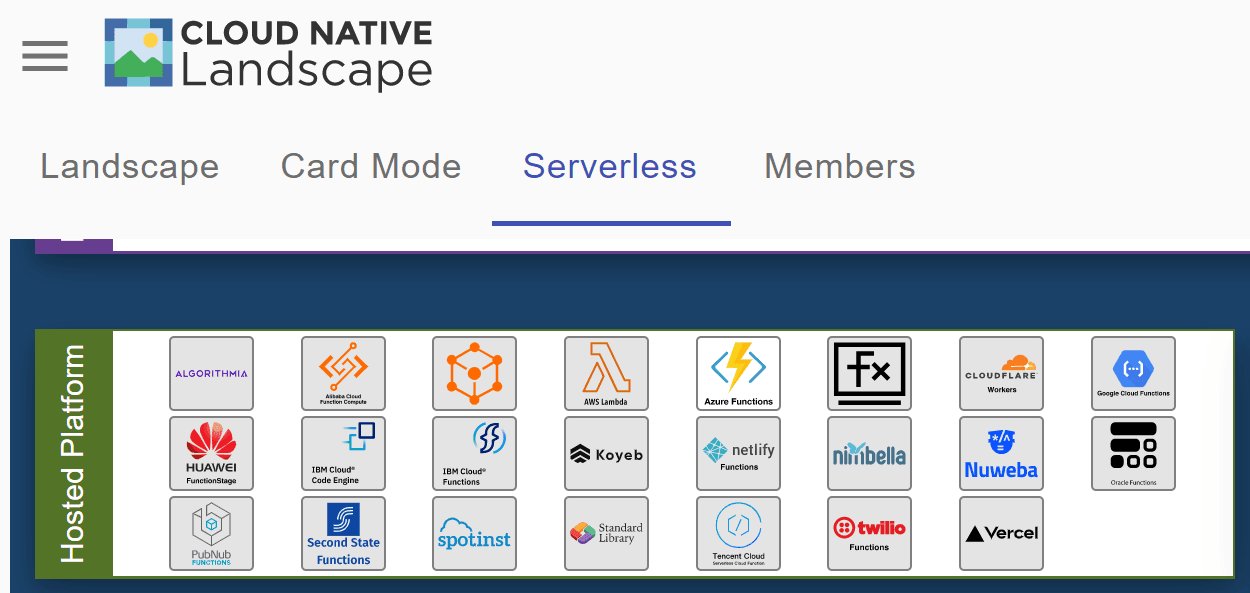 CLOUD NATIVE
Landscape
Landscape Card Mode Serverless Members
Hosted Platform
ALGORITHMIA
Alibaba Cloud
Function Compute
AWS Lambda
Azure Functions
Fx
CLOUDFLARE
Workers
Google Cloud Functions
HUAWEI
FunctionStage
IBM Cloud®
Code Engine
IBM Cloud®
Functions
Koyeb
netlify
Functions
nimbella
Nuweba
Oracle Functions
PubNub
FUNCTIONS
Second State
Functions
spotinst
Standard
Library
Tencent Cloud
Serverless Cloud Function
twilio
Functions
Vercel